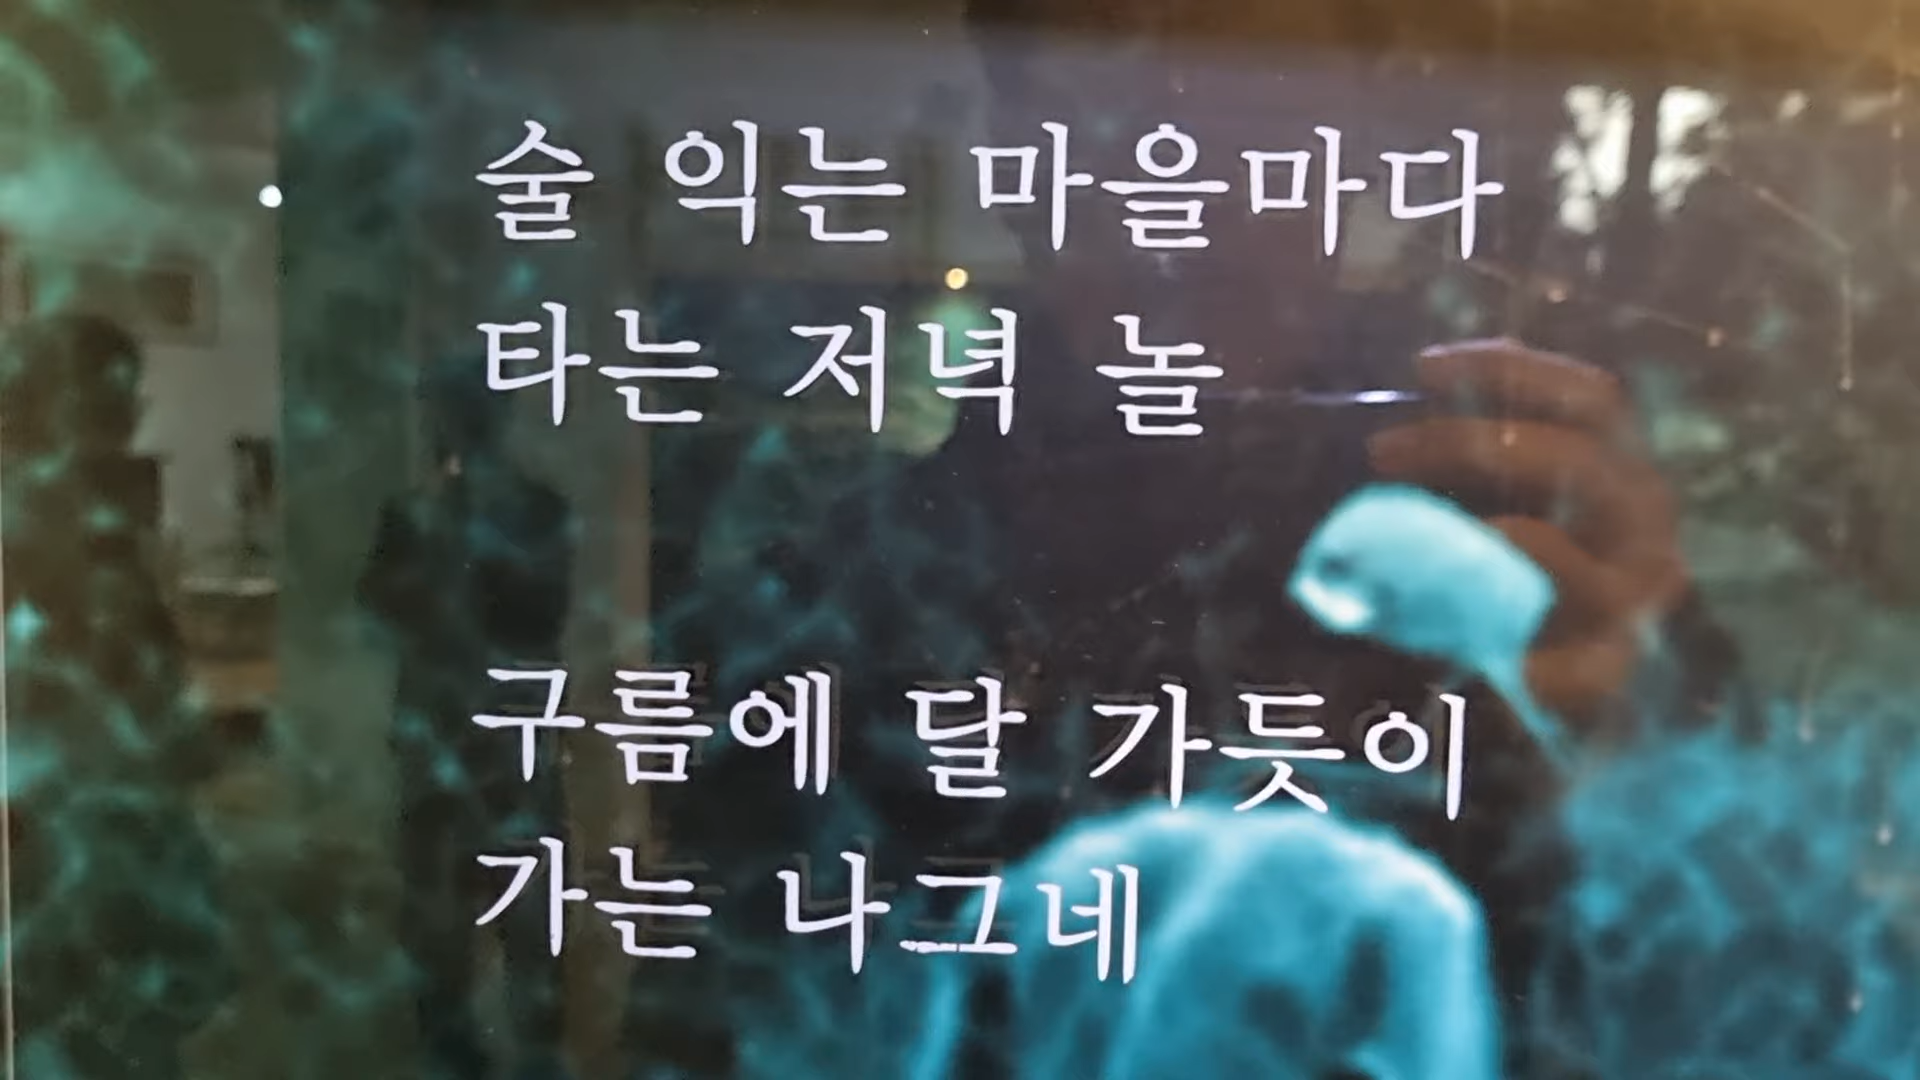 술 익는 마을마다
타는 저녁 놀
구름에 달 가듯이
가는 나그네